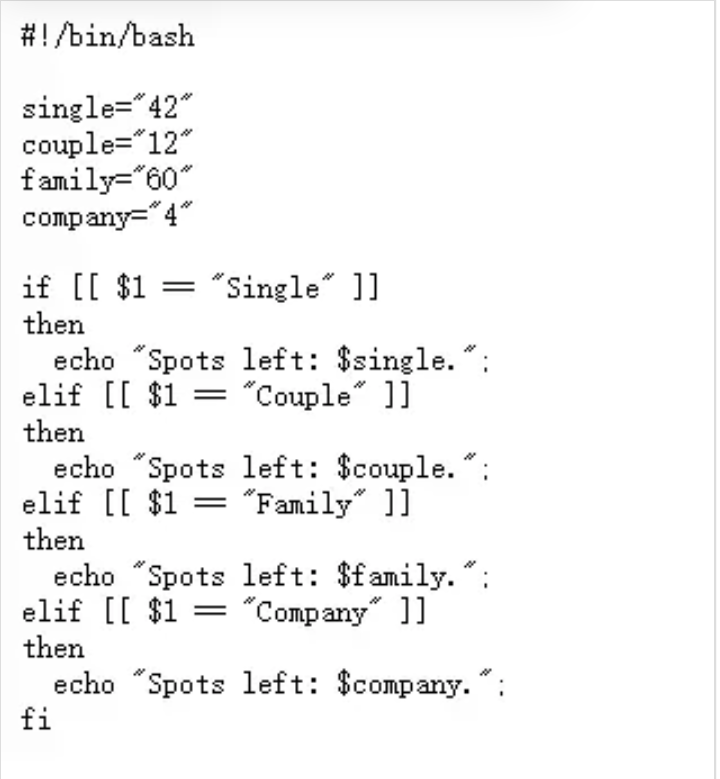 #!/bin/bash
single="42"
couple="12"
family="60"
company="4"
if [[ $1 == "Single" ]]
then
echo "Spots left: $single.";
elif [[ $1 == "Couple" ]]
then
echo "Spots left: $couple.";
elif [[ $1 == "Family" ]]
then
echo "Spots left: $family.";
elif [[ $1 == "Company" ]]
then
echo "Spots left: $company.";
fi